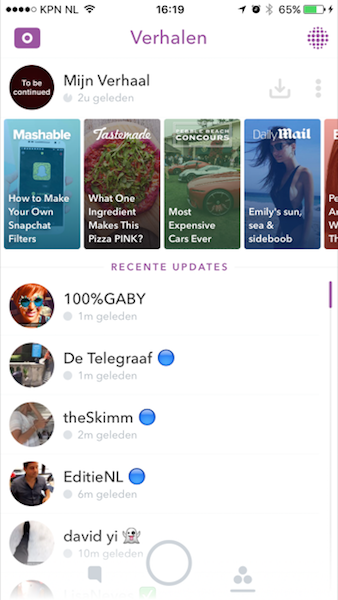 KPN NL 16:19 65%
Verhalen
To be
continued
Mijn Verhaal
2u geleden
Mashable
How to Make
Your Own
Snapchat
Filters
Tastemade
What One
Ingredient
Makes This
Pizza PINK?
PEBBLE BEACH
CONCOURS
Most
Expensive
Cars Ever
Daily Mail
Emily's sun,
sea &
sideboob
RECENTE UPDATES
100%GABY
1m geleden
De Telegraaf
1m geleden
theSkimm
2m geleden
EditieNL
6m geleden
david yi
10m geleden